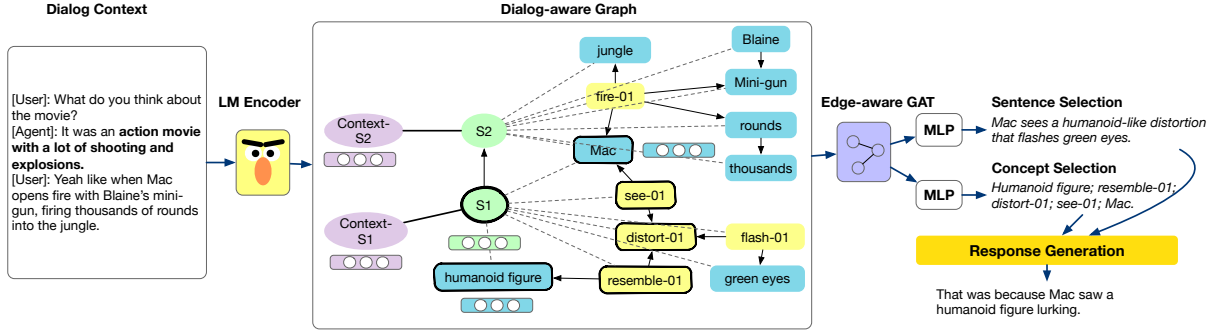 Dialog Context
[User]: What do you think about
the movie?
[Agent]: It was an action movie
with a lot of shooting and
explosions.
[User]: Yeah like when Mac
opens fire with Blaine's mini-
gun, firing thousands of rounds
into the jungle.
LM Encoder
Dialog-aware Graph
Context-
S2
S2
Context-
S1
S1
jungle
fire-01
Blaine
Mini-gun
rounds
thousands
Mac
see-01
distort-01
flash-01
green eyes
resemble-01
humanoid figure
Edge-aware GAT
MLP
MLP
Sentence Selection
Mac sees a humanoid-like distortion
that flashes green eyes.
Concept Selection
Humanoid figure; resemble-01;
distort-01; see-01; Mac.
Response Generation
That was because Mac saw a
humanoid figure lurking.